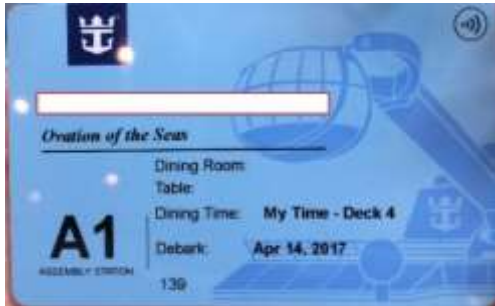 Ovation of the Seas
Dining Room
Table:
Dining Time: My Time - Deck 4
A1
Debark: Apr 14, 2017
ASSEMBLY STATION
139